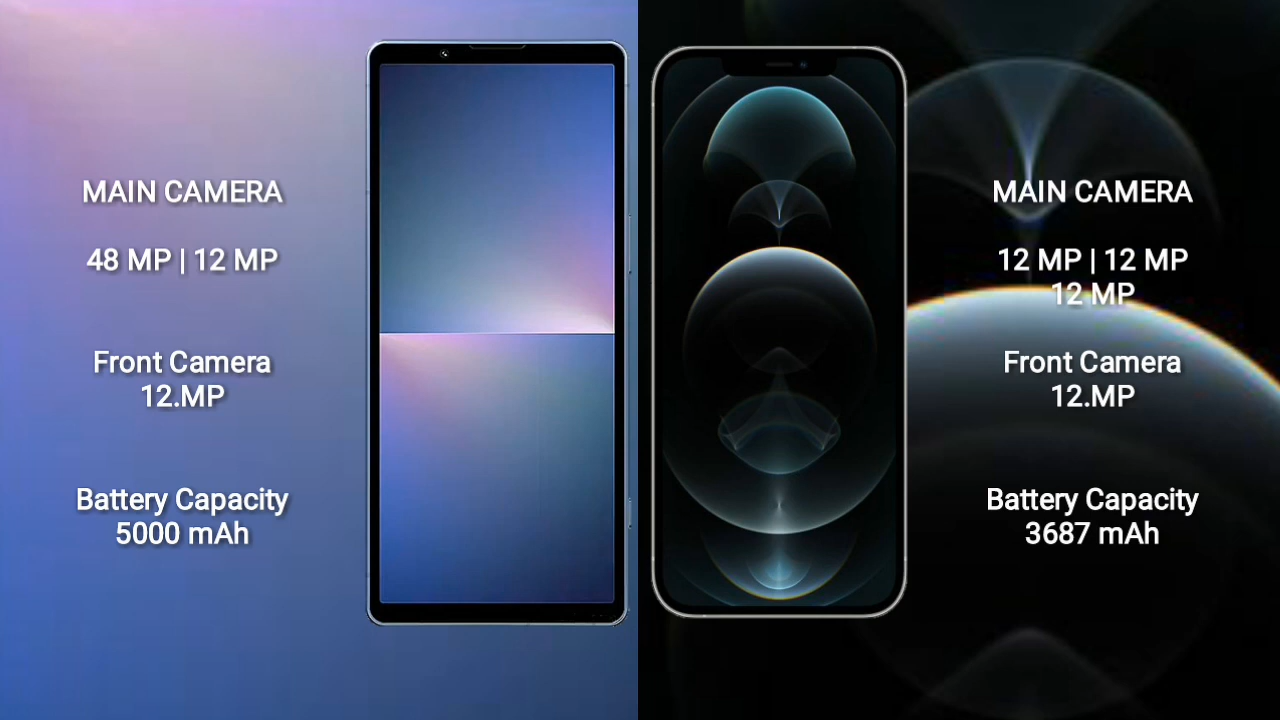 MAIN CAMERA
48 MP | 12 MP
Front Camera
12.MP
Battery Capacity
5000 mAh
MAIN CAMERA
12 MP | 12 MP
12 MP
Front Camera
12.MP
Battery Capacity
3687 mAh